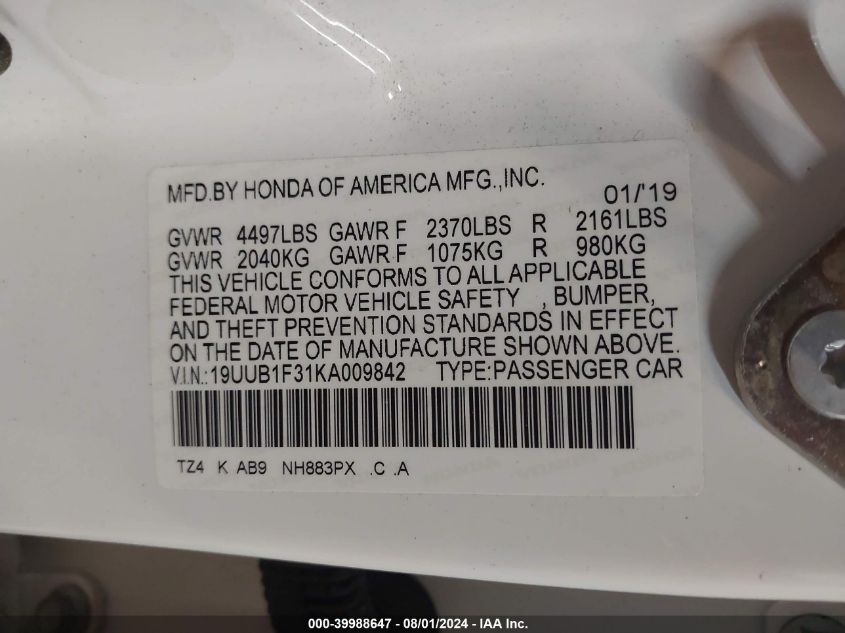 MFD.BY HONDA OF AMERICA MFG.,INC. 01/'19
GVWR 4497LBS GAWR F 2370LBS R 2161LBS
GVWR 2040KG GAWR F 1075KG R 980KG
THIS VEHICLE CONFORMS TO ALL APPLICABLE
FEDERAL MOTOR VEHICLE SAFETY , BUMPER,
AND THEFT PREVENTION STANDARDS IN EFFECT
ON THE DATE OF MANUFACTURE SHOWN ABOVE.
V.I.N.:19UUB1F31KA009842 TYPE:PASSENGER CAR
TZ4 K AB9 NH883PX .C .A
000-39988647 - 08/01/2024 - IAA Inc.